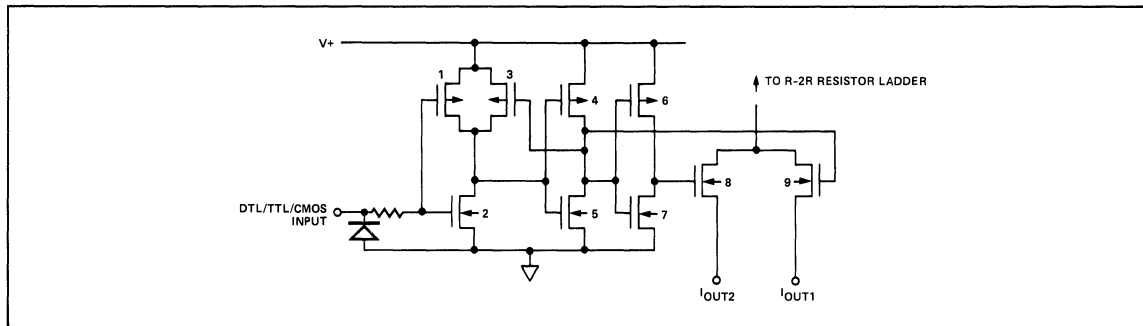 V+
1
3
4
6
TO R-2R RESISTOR LADDER
DTL/TTL/CMOS
INPUT
2
5
7
8
9
IOUT2
IOUT1